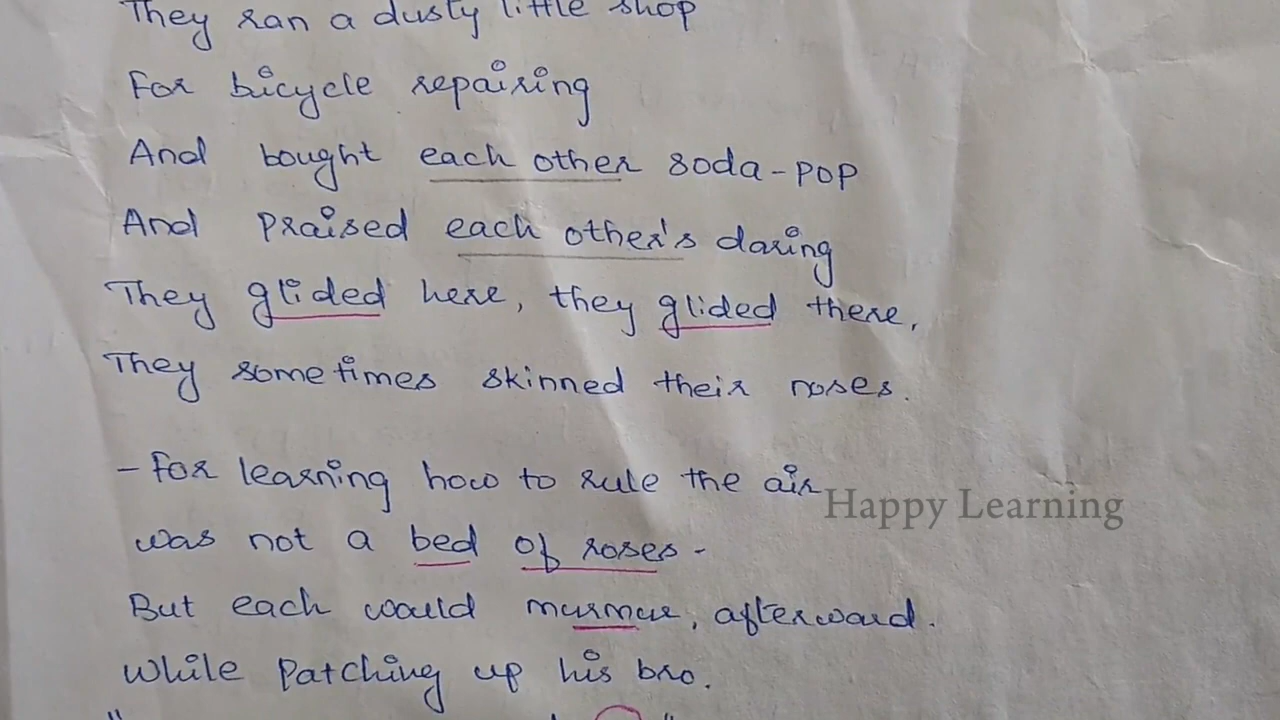 They ran a dusty little shop
For bicycle repairing
And bought each other soda-pop
And praised each other's daring
They glided here, they glided there,
They sometimes skinned their noses.
- For learning how to rule the air
was not a bed of roses -
But each would murmur, afterward.
While patching up his bro.
Happy Learning